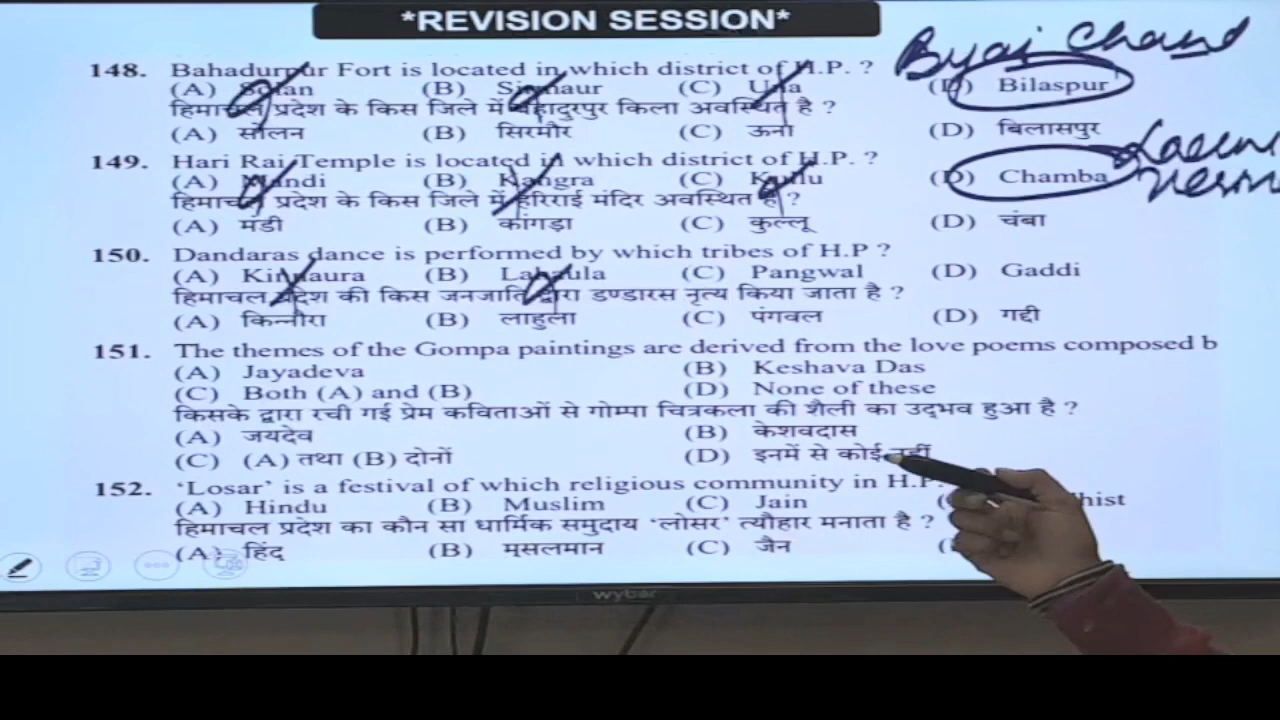 *REVISION SESSION*
Byai Chand
148. Bahadurpur Fort is located in which district of H.P. ?
(A) Solan (B) Sirmaur (C) Una (D) Bilaspur
हिमाचल प्रदेश के किस जिले में बहादुरपुर किला अवस्थित है ?
(A) सोलन (B) सिरमौर (C) ऊना (D) बिलासपुर
149. Hari Rai Temple is located in which district of H.P. ?
(A) Mandi (B) Kangra (C) Kullu (D) Chamba
हिमाचल प्रदेश के किस जिले में हरिराई मंदिर अवस्थित है ?
(A) मंडी (B) कांगड़ा (C) कुल्लू (D) चंबा
150. Dandaras dance is performed by which tribes of H.P ?
(A) Kinnaura (B) Lahaula (C) Pangwal (D) Gaddi
हिमाचल प्रदेश की किस जनजाति द्वारा डण्डारस नृत्य किया जाता है ?
(A) किन्नौरा (B) लाहुला (C) पंगवल (D) गद्दी
151. The themes of the Gompa paintings are derived from the love poems composed b
(A) Jayadeva (B) Keshava Das
(C) Both (A) and (B) (D) None of these
किसके द्वारा रची गई प्रेम कविताओं से गोम्पा चित्रकला की शैली का उद्भव हुआ है ?
(A) जयदेव (B) केशवदास
(C) (A) तथा (B) दोनों (D) इनमें से कोई नहीं
152. 'Losar' is a festival of which religious community in H.P.
(A) Hindu (B) Muslim (C) Jain hist
हिमाचल प्रदेश का कौन सा धार्मिक समुदाय 'लोसर' त्यौहार मनाता है ?
(A) हिंदू (B) मुसलमान (C) जैन
wybor